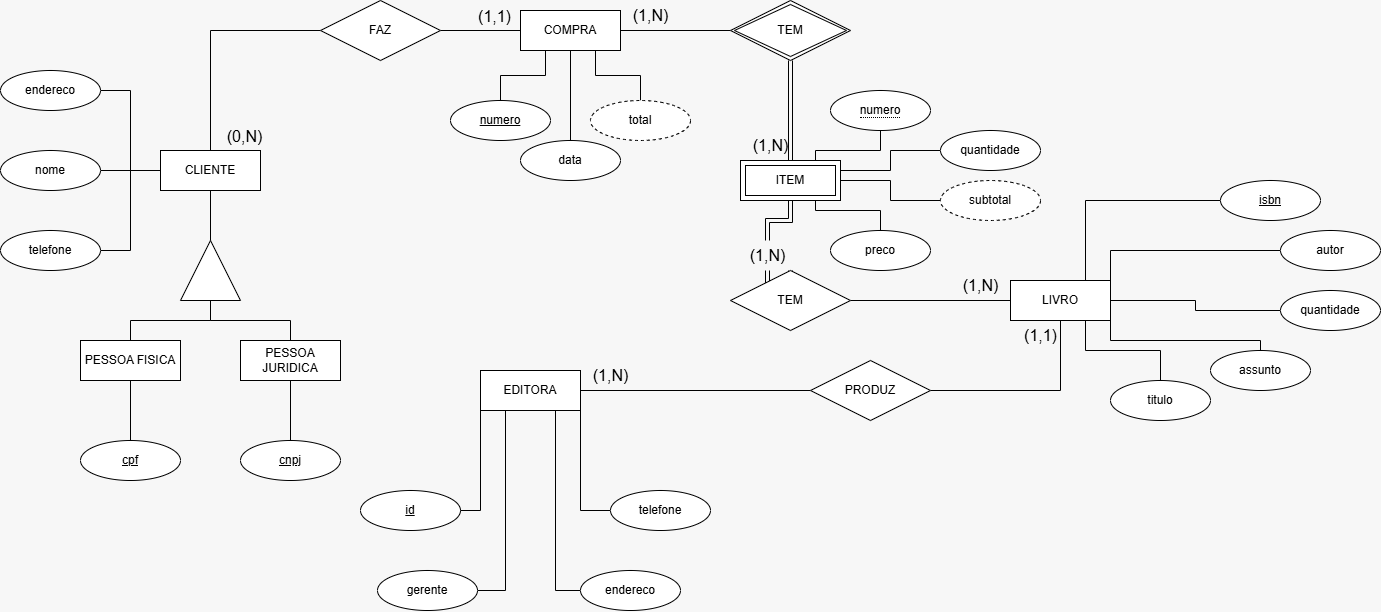 FAZ
(1,1)
COMPRA
(1,N)
TEM
endereco
numero
total
numero
(0,N)
(1,N)
quantidade
data
nome
CLIENTE
ITEM
subtotal
isbn
telefone
preco
autor
(1,N)
(1,N)
TEM
LIVRO
quantidade
(1,1)
PESSOA FISICA
PESSOA
JURIDICA
assunto
(1,N)
EDITORA
PRODUZ
titulo
cpf
cnpj
id
telefone
gerente
endereco